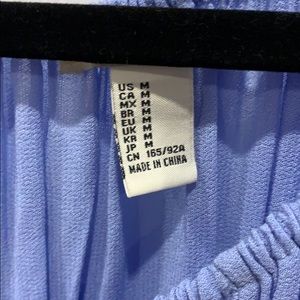 US M
CA M
MX M
BR M
EU M
UK M
KR M
JP M
CN 165/92A
MADE IN CHINA